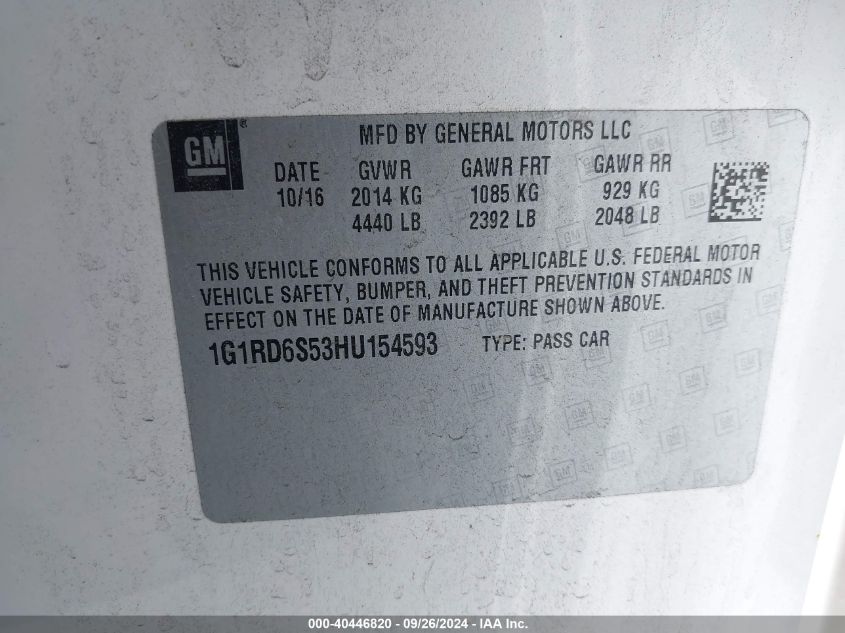 GM®
MFD BY GENERAL MOTORS LLC
DATE GVWR GAWR FRT GAWR RR
10/16 2014 KG 1085 KG 929 KG
4440 LB 2392 LB 2048 LB
THIS VEHICLE CONFORMS TO ALL APPLICABLE U.S. FEDERAL MOTOR
VEHICLE SAFETY, BUMPER, AND THEFT PREVENTION STANDARDS IN
EFFECT ON THE DATE OF MANUFACTURE SHOWN ABOVE.
1G1RD6S53HU154593 TYPE: PASS CAR
000-40446820 - 09/26/2024 - IAA Inc.